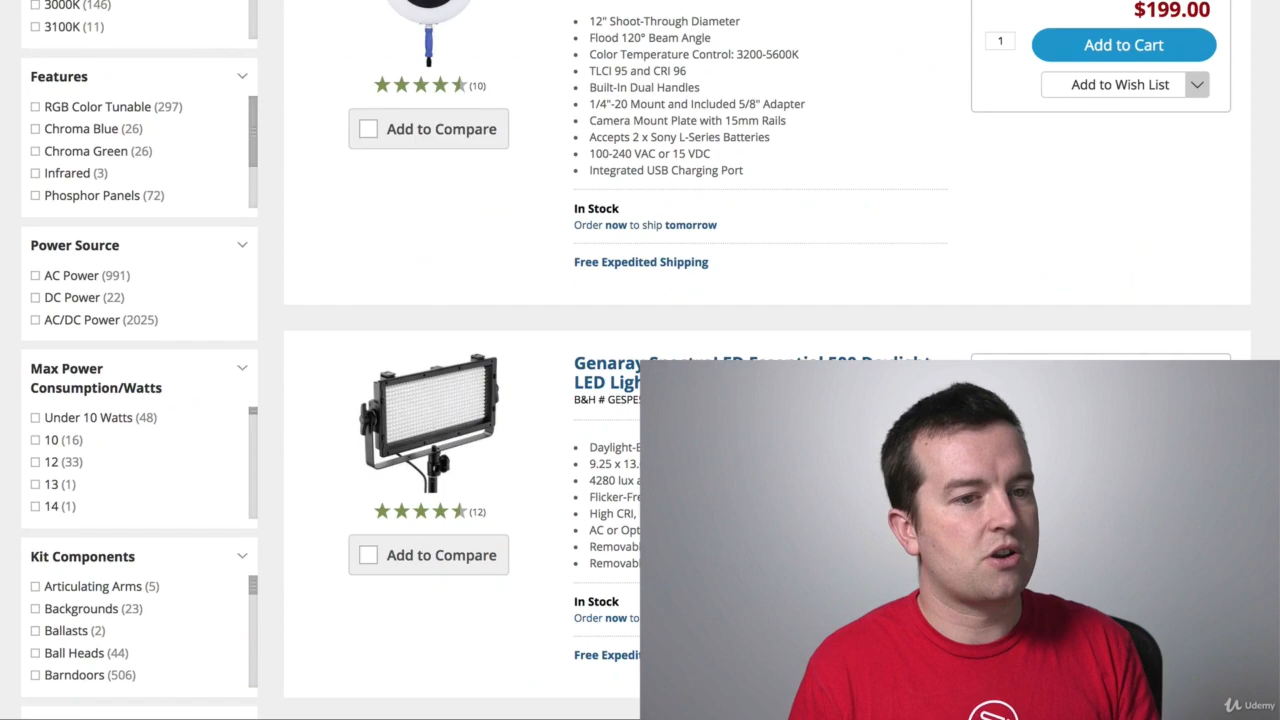 3000K (146)
3100K (11)
Features
RGB Color Tunable (297)
Chroma Blue (26)
Chroma Green (26)
Infrared (3)
Phosphor Panels (72)
Power Source
AC Power (991)
DC Power (22)
AC/DC Power (2025)
Max Power
Consumption/Watts
Under 10 Watts (48)
10 (16)
12 (33)
13 (1)
14 (1)
Kit Components
Articulating Arms (5)
Backgrounds (23)
Ballasts (2)
Ball Heads (44)
Barndoors (506)
(10)
Add to Compare
12" Shoot-Through Diameter
Flood 120° Beam Angle
Color Temperature Control: 3200-5600K
TLCI 95 and CRI 96
Built-In Dual Handles
1/4"-20 Mount and Included 5/8" Adapter
Camera Mount Plate with 15mm Rails
Accepts 2 x Sony L-Series Batteries
100-240 VAC or 15 VDC
Integrated USB Charging Port
In Stock
Order now to ship tomorrow
Free Expedited Shipping
$199.00
1
Add to Cart
Add to Wish List
(12)
Add to Compare
Genaray SpectroLED Essential 500 Daylight
LED Ligh
B&H # GESPE5
Daylight-B
9.25 x 13.
4280 lux a
Flicker-Fre
High CRI,
AC or Opt
Removab
Removab
In Stock
Order now to
Free Expedit
Udemy